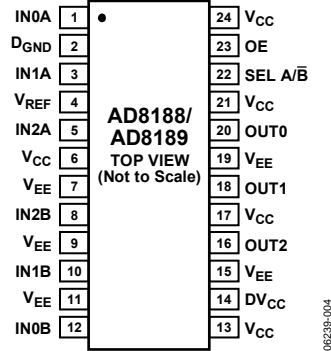 IN0A 1 24 VCC
DGND 2 23 OE
IN1A 3 22 SEL A/B̅
VREF 4 21 VCC
IN2A 5 20 OUT0
VCC 6 19 VEE
VEE 7 18 OUT1
IN2B 8 17 VCC
VEE 9 16 OUT2
IN1B 10 15 VEE
VEE 11 14 DVCC
IN0B 12 13 VCC
AD8188/
AD8189
TOP VIEW
(Not to Scale)
06239-004